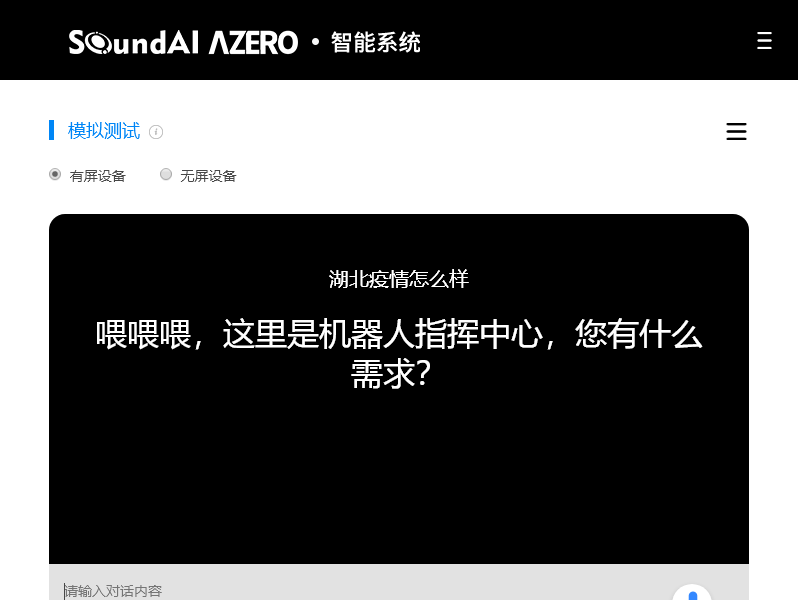 SoundAI AZERO · 智能系统
模拟测试
有屏设备 无屏设备
湖北疫情怎么样
喂喂喂，这里是机器人指挥中心，您有什么
需求？
请输入对话内容